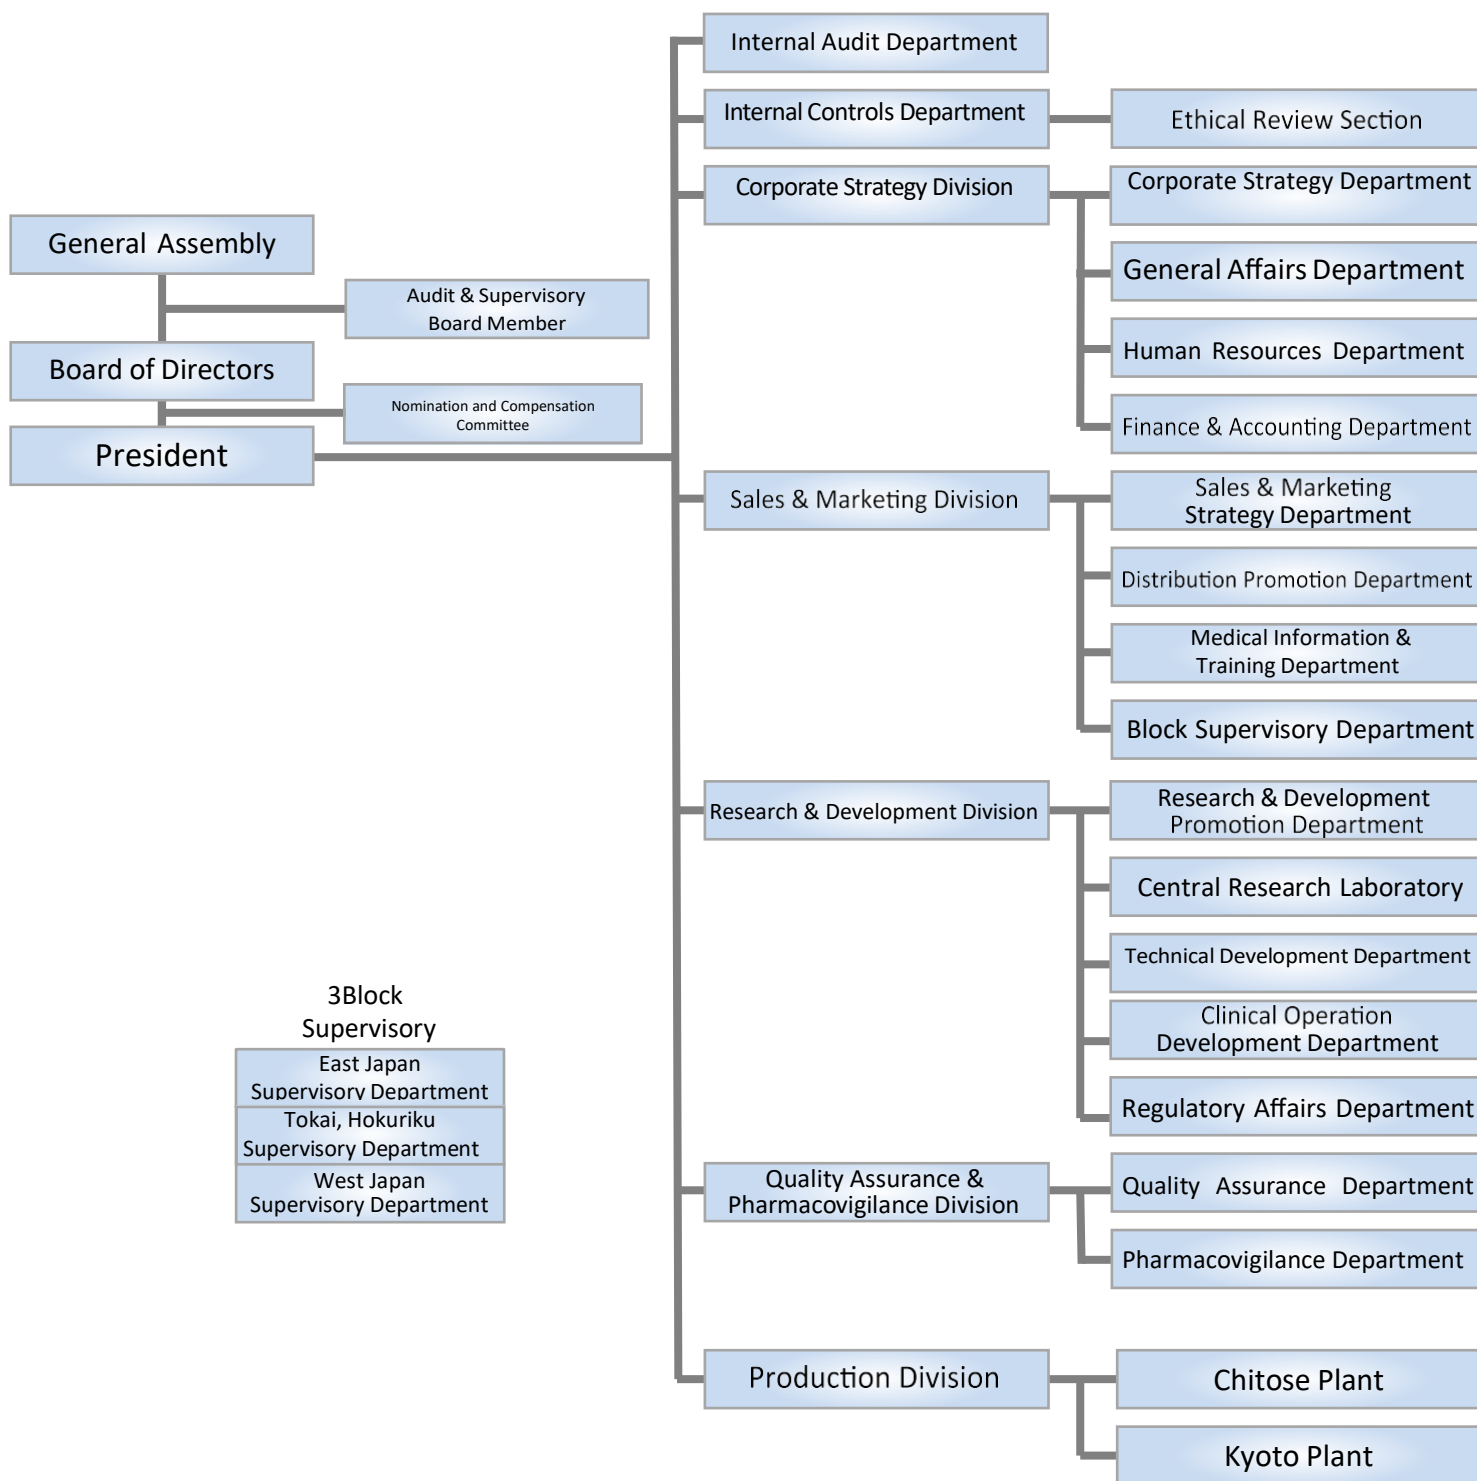 General Assembly
Audit & Supervisory
Board Member
Board of Directors
Nomination and Compensation
Committee
President
Internal Audit Department
Internal Controls Department
Ethical Review Section
Corporate Strategy Division
Corporate Strategy Department
General Affairs Department
Human Resources Department
Finance & Accounting Department
Sales & Marketing Division
Sales & Marketing
Strategy Department
Distribution Promotion Department
Medical Information &
Training Department
Block Supervisory Department
Research & Development Division
Research & Development
Promotion Department
Central Research Laboratory
Technical Development Department
Clinical Operation
Development Department
Regulatory Affairs Department
Quality Assurance &
Pharmacovigilance Division
Quality Assurance Department
Pharmacovigilance Department
Production Division
Chitose Plant
Kyoto Plant
3Block
Supervisory
East Japan
Supervisory Department
Tokai, Hokuriku
Supervisory Department
West Japan
Supervisory Department